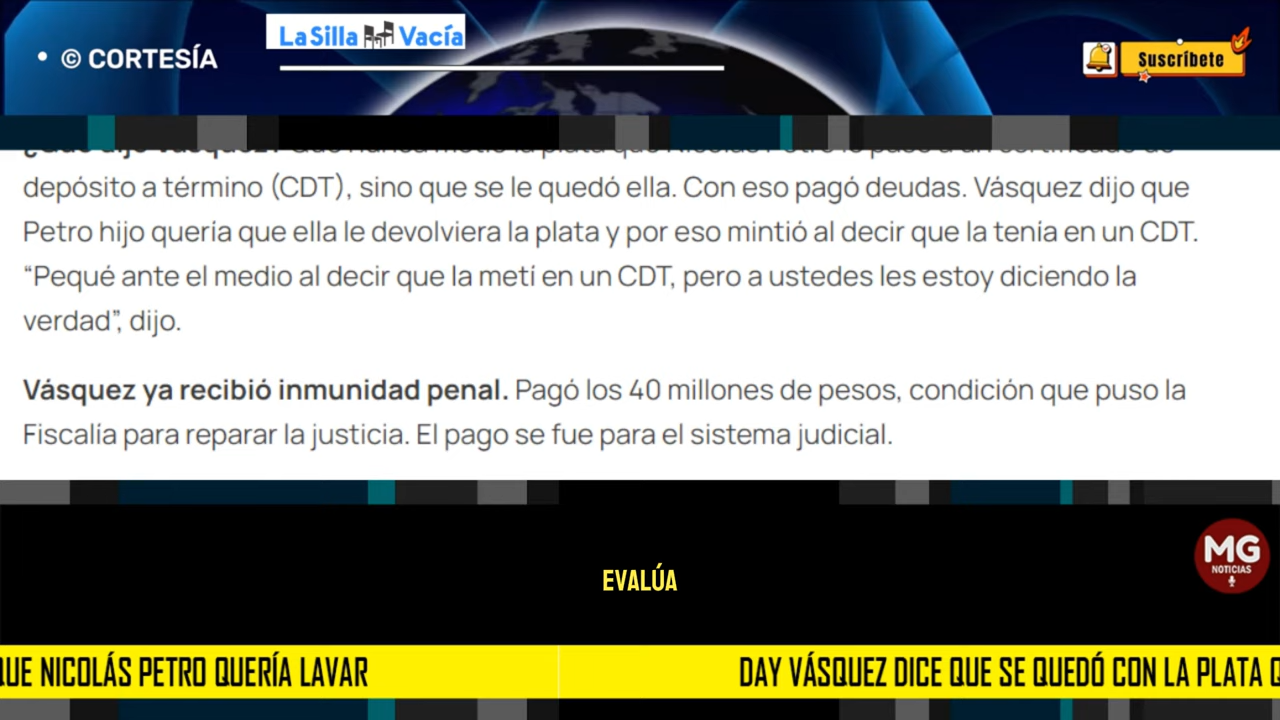 LaSilla Vacía
• © CORTESÍA
Suscríbete
depósito a término (CDT), sino que se le quedó ella. Con eso pagó deudas. Vásquez dijo que
Petro hijo quería que ella le devolviera la plata y por eso mintió al decir que la tenía en un CDT.
“Pequé ante el medio al decir que la metí en un CDT, pero a ustedes les estoy diciendo la
verdad”, dijo.
Vásquez ya recibió inmunidad penal. Pagó los 40 millones de pesos, condición que puso la
Fiscalía para reparar la justicia. El pago se fue para el sistema judicial.
MG
NOTICIAS
EVALÚA
QUE NICOLÁS PETRO QUERÍA LAVAR
DAY VÁSQUEZ DICE QUE SE QUEDÓ CON LA PLATA Q